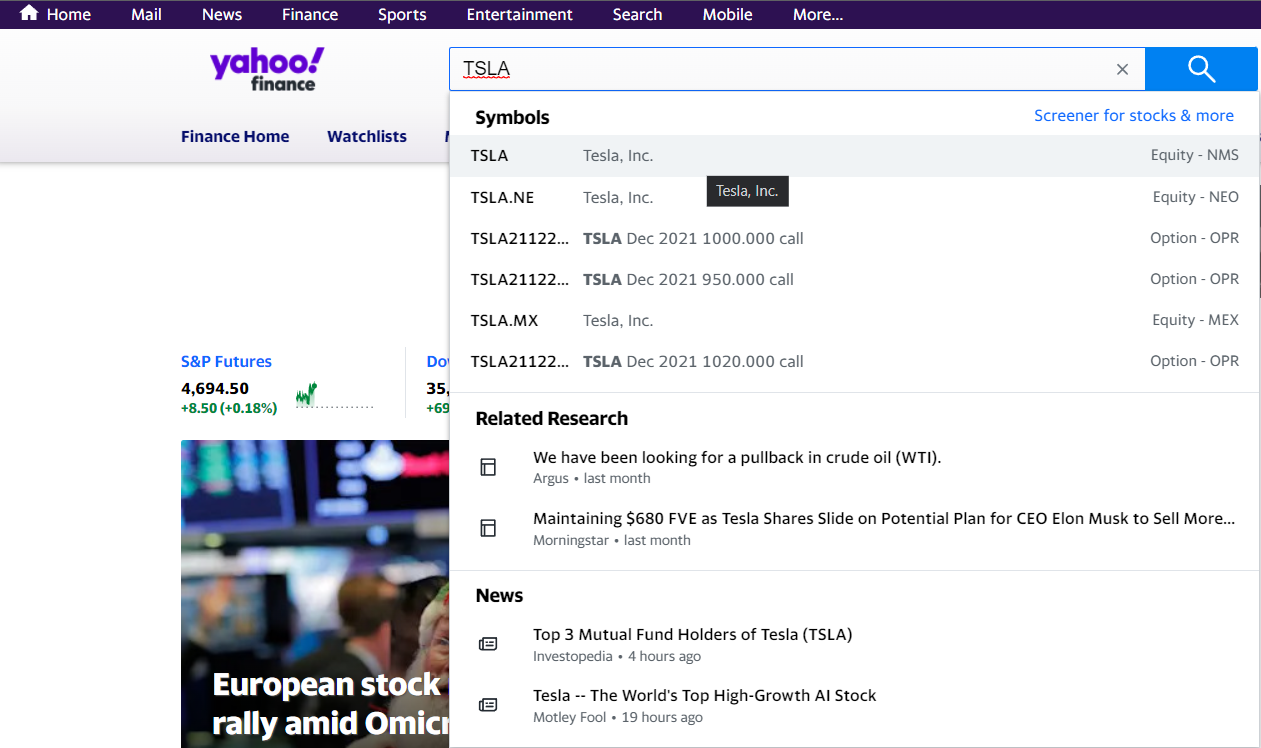 Home Mail News Finance Sports Entertainment Search Mobile More...
yahoo!
finance
TSLA
Finance Home Watchlists
Symbols Screener for stocks & more
TSLA Tesla, Inc. Equity - NMS
Tesla, Inc.
TSLA.NE Tesla, Inc. Equity - NEO
TSLA21122... TSLA Dec 2021 1000.000 call Option - OPR
TSLA21122... TSLA Dec 2021 950.000 call Option - OPR
TSLA.MX Tesla, Inc. Equity - MEX
TSLA21122... TSLA Dec 2021 1020.000 call Option - OPR
S&P Futures
4,694.50
+8.50 (+0.18%)
Do
35,
+69
Related Research
We have been looking for a pullback in crude oil (WTI).
Argus • last month
Maintaining $680 FVE as Tesla Shares Slide on Potential Plan for CEO Elon Musk to Sell More...
Morningstar • last month
News
Top 3 Mutual Fund Holders of Tesla (TSLA)
Investopedia • 4 hours ago
Tesla -- The World's Top High-Growth AI Stock
Motley Fool • 19 hours ago
European stock
rally amid Omicr